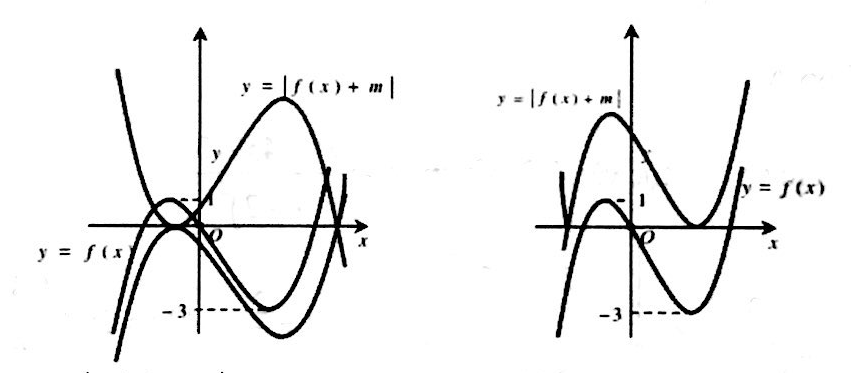 y = |f(x) + m|
y
1
O
x
y = f(x)
-3
y = |f(x) + m|
1
y = f(x)
O
x
-3